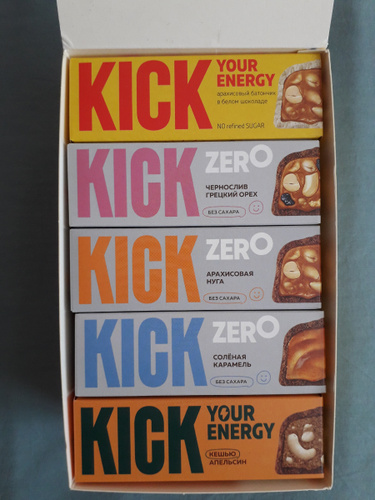 KICK
YOUR
ENERGY
арахисовый батончик
в белом шоколаде
NO refined SUGAR
KICK
ZERO
ЧЕРНОСЛИВ
ГРЕЦКИЙ ОРЕХ
БЕЗ САХАРА
KICK
ZERO
АРАХИСОВАЯ
НУГА
БЕЗ САХАРА
KICK
ZERO
СОЛЁНАЯ
КАРАМЕЛЬ
БЕЗ САХАРА
KICK
YOUR
ENERGY
КЕШЬЮ
АПЕЛЬСИН